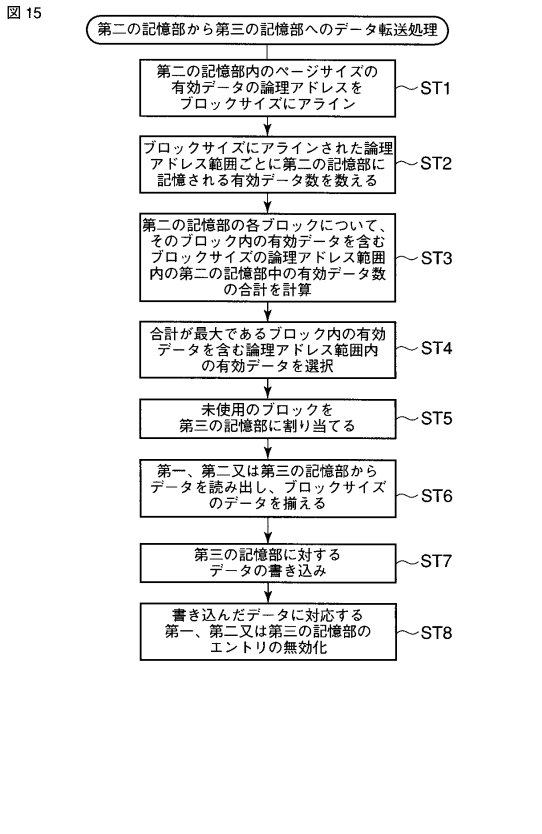 図 15
第二の記憶部から第三の記憶部へのデータ転送処理
第二の記憶部内のページサイズの
有効データの論理アドレスを
ブロックサイズにアライン
ST1
ブロックサイズにアラインされた論理
アドレス範囲ごとに第二の記憶部に
記憶される有効データ数を数える
ST2
第二の記憶部の各ブロックについて、
そのブロック内の有効データを含む
ブロックサイズの論理アドレス範囲
内の第二の記憶部中の有効データ数
の合計を計算
ST3
合計が最大であるブロック内の有効
データを含む論理アドレス範囲内
の有効データを選択
ST4
未使用のブロックを
第三の記憶部に割り当てる
ST5
第一、第二又は第三の記憶部から
データを読み出し、ブロックサイズ
のデータを揃える
ST6
第三の記憶部に対する
データの書き込み
ST7
書き込んだデータに対応する
第一、第二又は第三の記憶部の
エントリの無効化
ST8